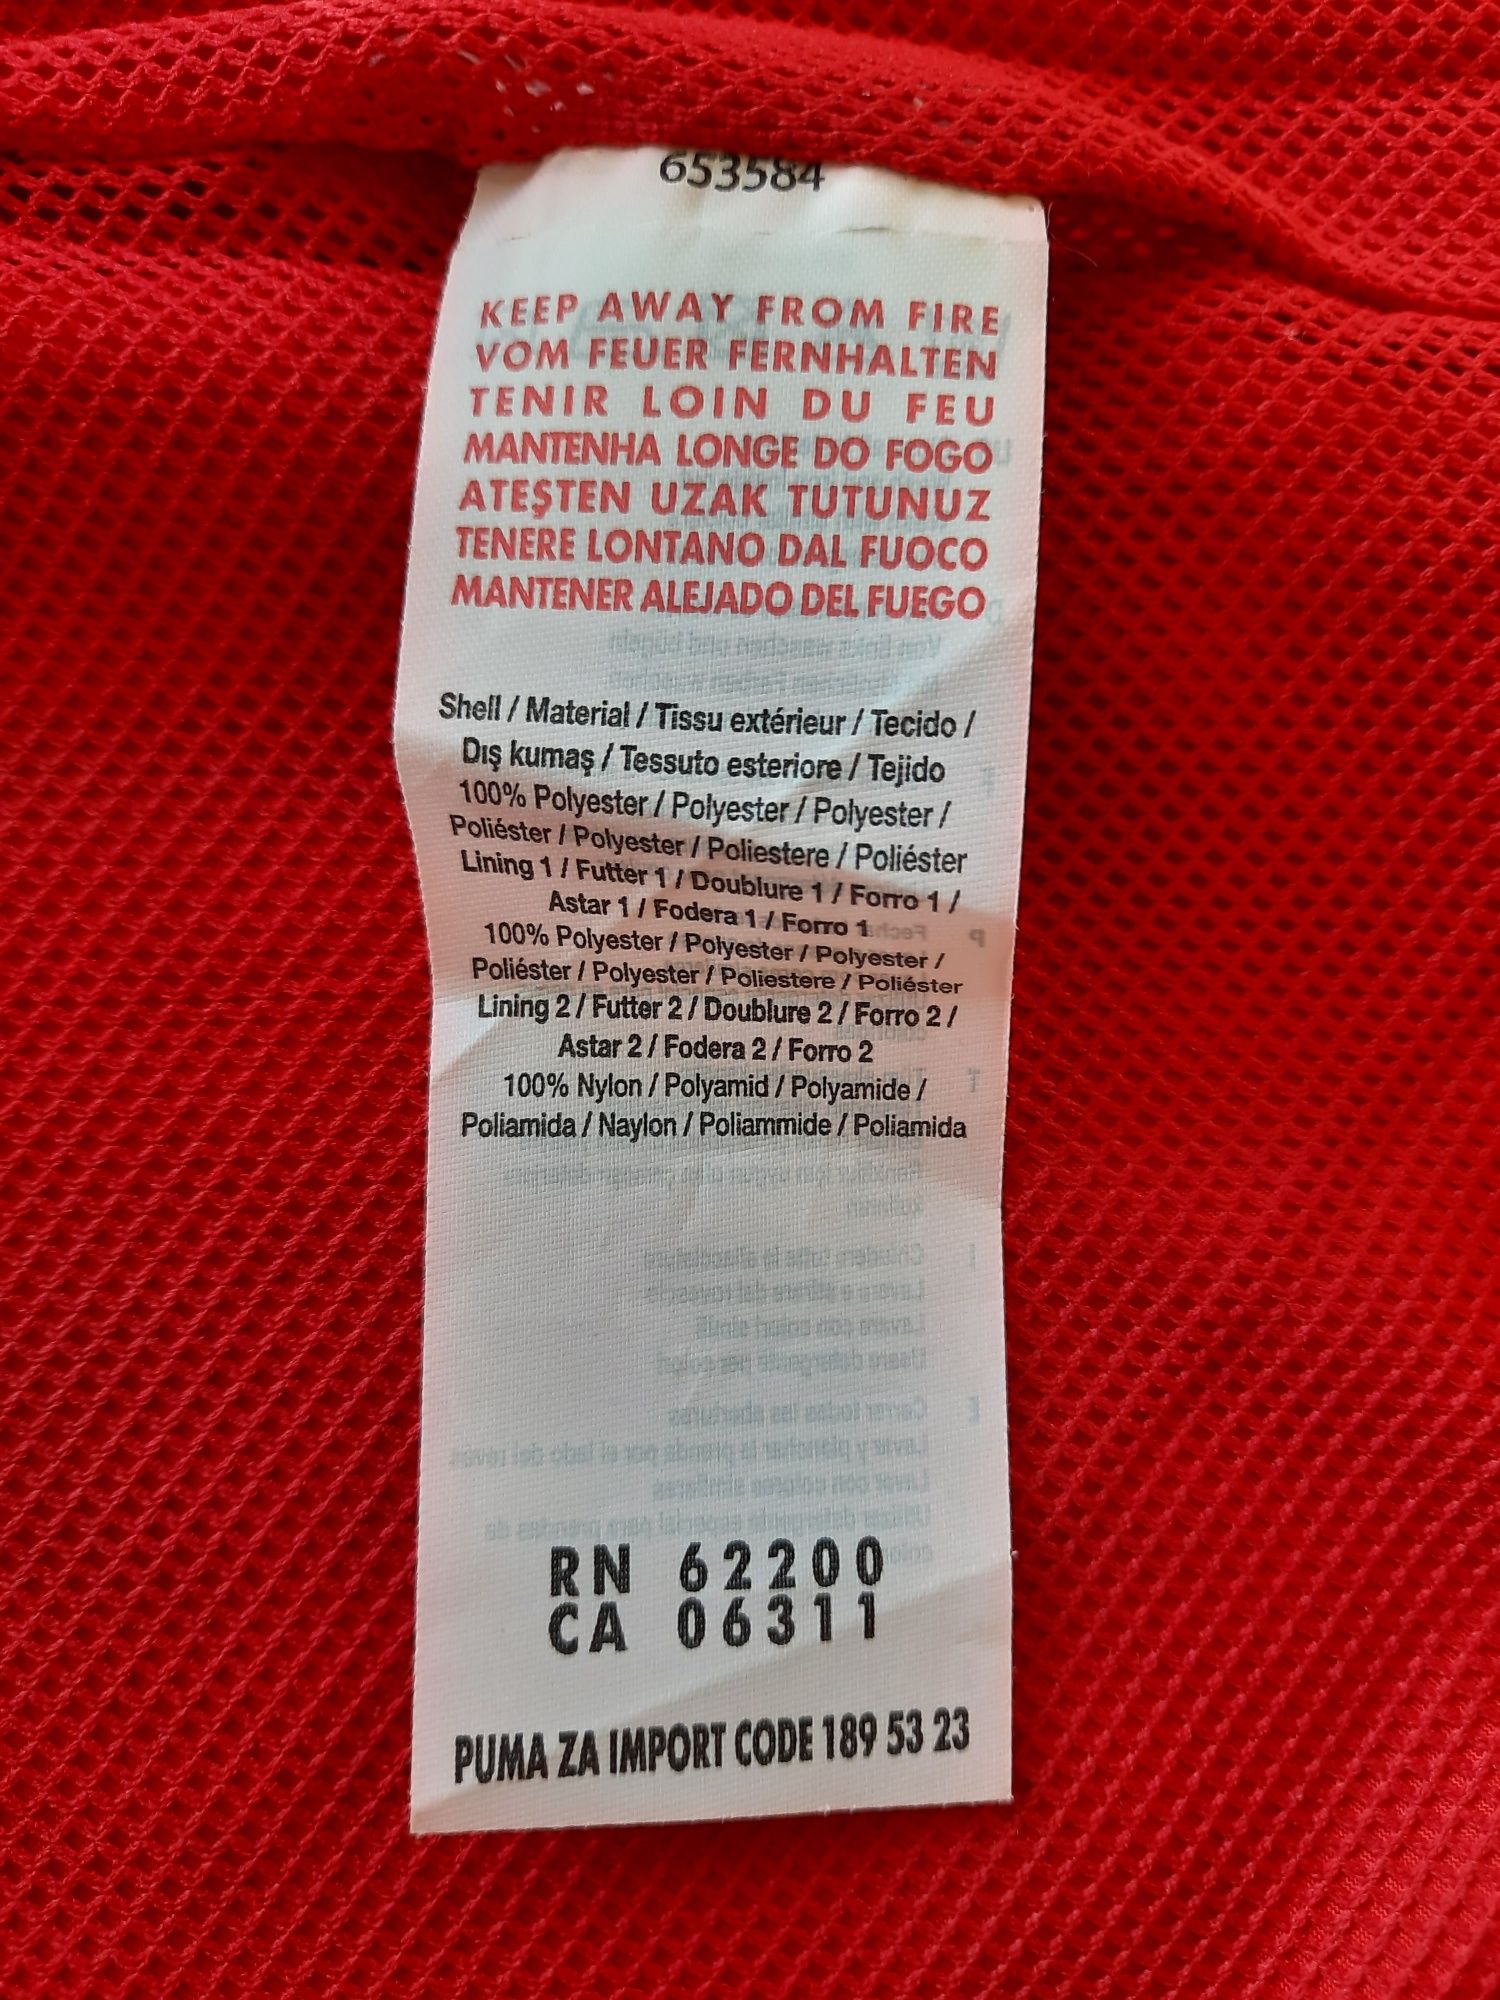 653584
KEEP AWAY FROM FIRE
VOM FEUER FERNHALTEN
TENIR LOIN DU FEU
MANTENHA LONGE DO FOGO
ATEŞTEN UZAK TUTUNUZ
TENERE LONTANO DAL FUOCO
MANTENER ALEJADO DEL FUEGO
Shell / Material / Tissu extérieur / Tecido /
Dış kumaş / Tessuto esteriore / Tejido
100% Polyester / Polyester / Polyester /
Poliéster / Polyester / Poliestere / Poliéster
Lining 1 / Futter 1 / Doublure 1 / Forro 1 /
Astar 1 / Fodera 1 / Forro 1
100% Polyester / Polyester / Polyester /
Poliéster / Polyester / Poliestere / Poliéster
Lining 2 / Futter 2 / Doublure 2 / Forro 2 /
Astar 2 / Fodera 2 / Forro 2
100% Nylon / Polyamid / Polyamide /
Poliamida / Naylon / Poliammide / Poliamida
RN 62200
CA 06311
PUMA ZA IMPORT CODE 189 53 23